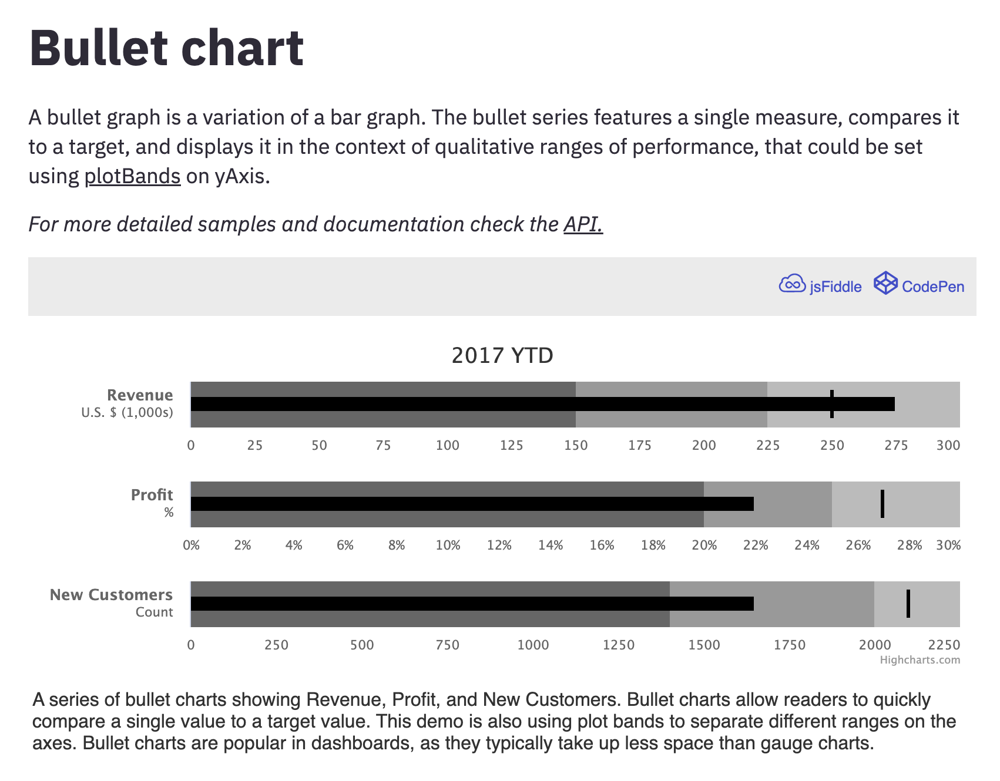 Bullet chart
A bullet graph is a variation of a bar graph. The bullet series features a single measure, compares it
to a target, and displays it in the context of qualitative ranges of performance, that could be set
using plotBands on yAxis.
For more detailed samples and documentation check the API.
jsFiddle CodePen
2017 YTD
Revenue
U.S. $ (1,000s)
0 25 50 75 100 125 150 175 200 225 250 275 300
Profit
%
0% 2% 4% 6% 8% 10% 12% 14% 16% 18% 20% 22% 24% 26% 28% 30%
New Customers
Count
0 250 500 750 1000 1250 1500 1750 2000 2250
Highcharts.com
A series of bullet charts showing Revenue, Profit, and New Customers. Bullet charts allow readers to quickly
compare a single value to a target value. This demo is also using plot bands to separate different ranges on the
axes. Bullet charts are popular in dashboards, as they typically take up less space than gauge charts.